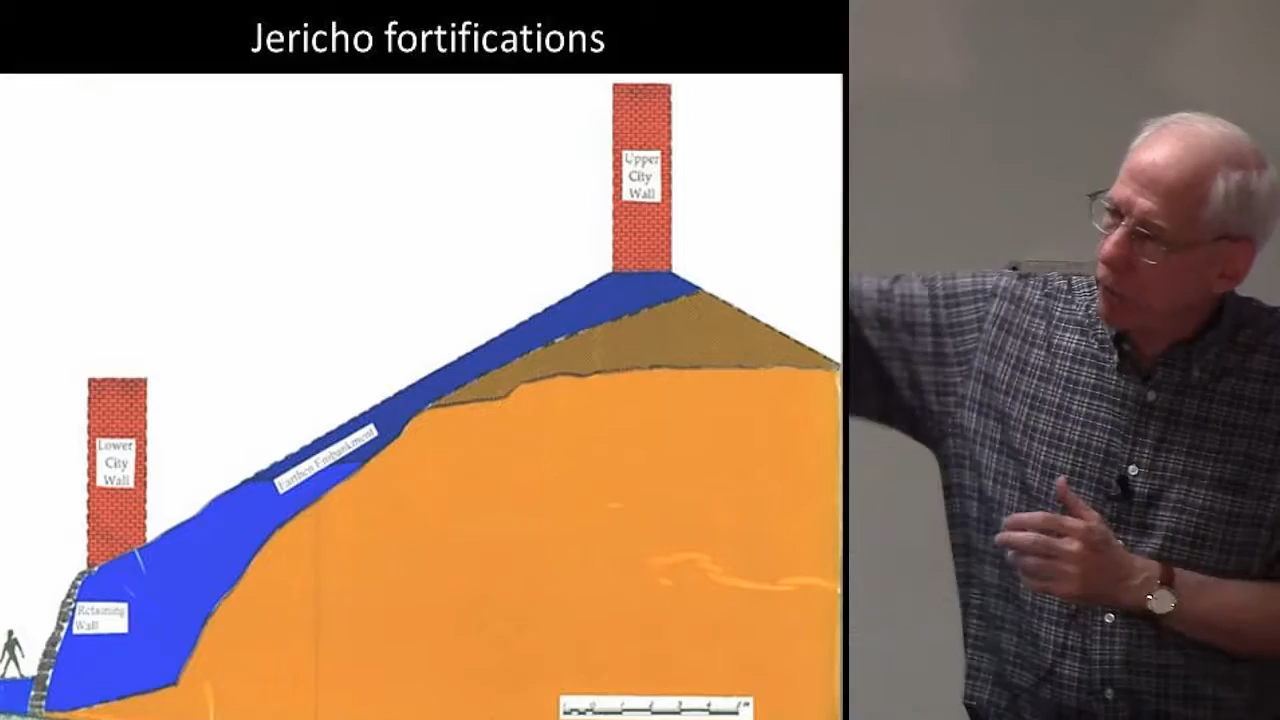 Jericho fortifications
Upper
City
Wall
Lower
City
Wall
Earthen Embankment
Retaining
Wall